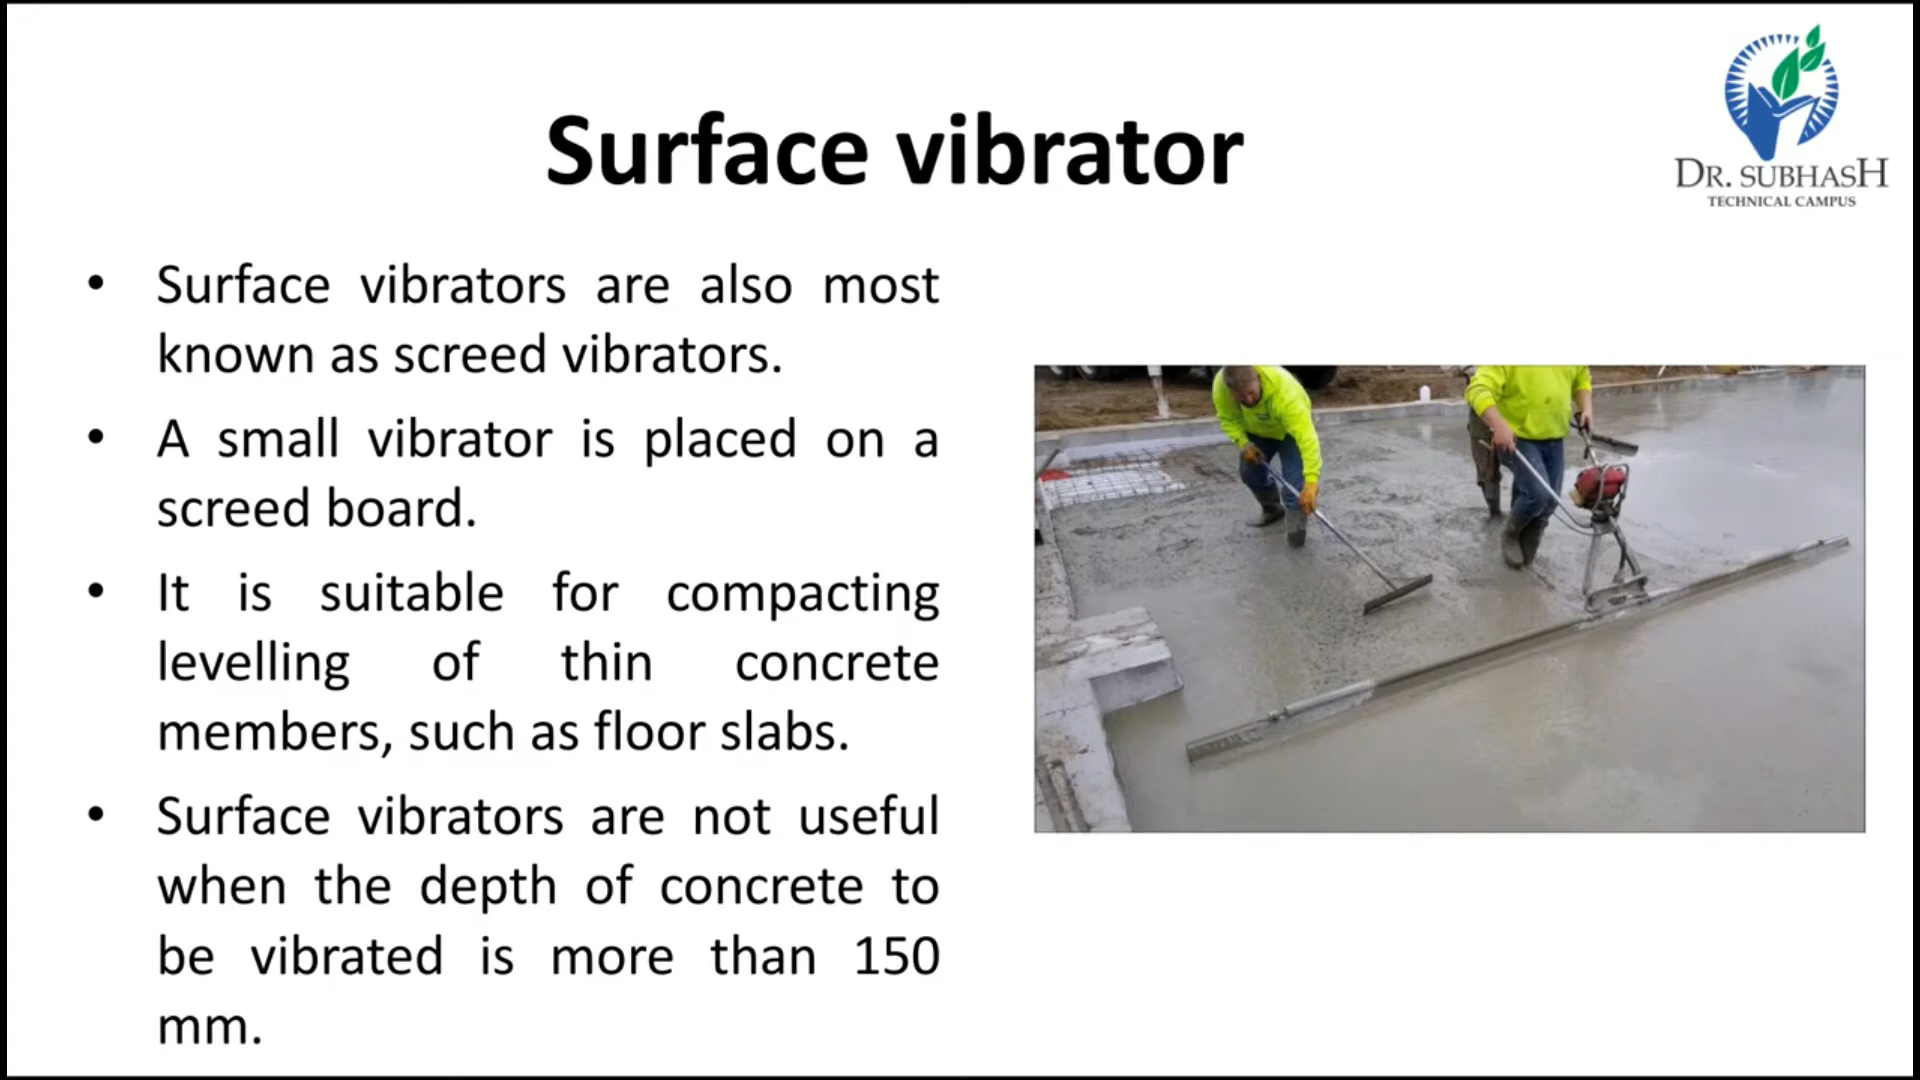 DR. SUBHASH
TECHNICAL CAMPUS
Surface vibrator
• Surface vibrators are also most
known as screed vibrators.
• A small vibrator is placed on a
screed board.
• It is suitable for compacting
levelling of thin concrete
members, such as floor slabs.
• Surface vibrators are not useful
when the depth of concrete to
be vibrated is more than 150
mm.